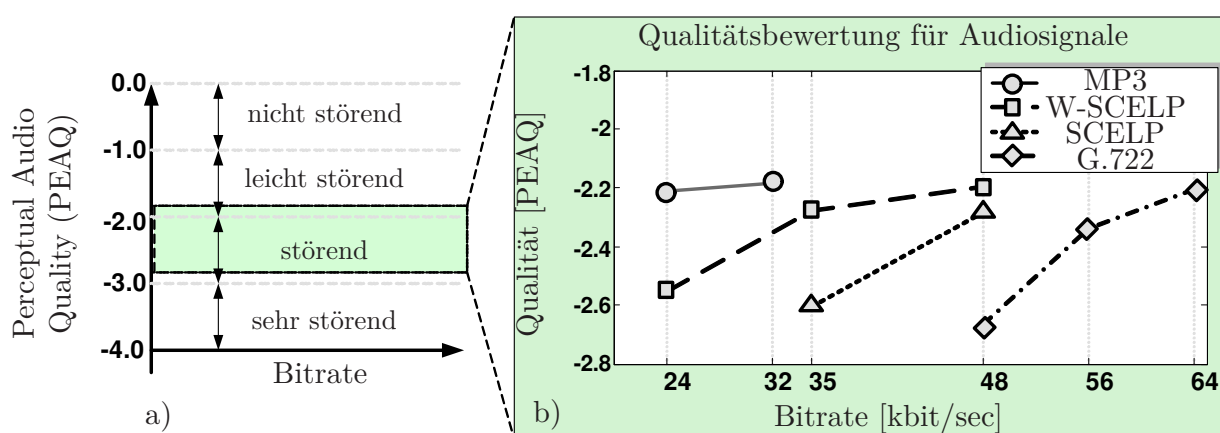 Perceptual Audio
Quality (PEAQ)
0.0
-1.0
-2.0
-3.0
-4.0
nicht störend
leicht störend
störend
sehr störend
Bitrate
a)
Qualitätsbewertung für Audiosignale
Qualität [PEAQ]
-1.8
-2
-2.2
-2.4
-2.6
-2.8
MP3
W-SCELP
SCELP
G.722
24 32 35 48 56 64
Bitrate [kbit/sec]
b)